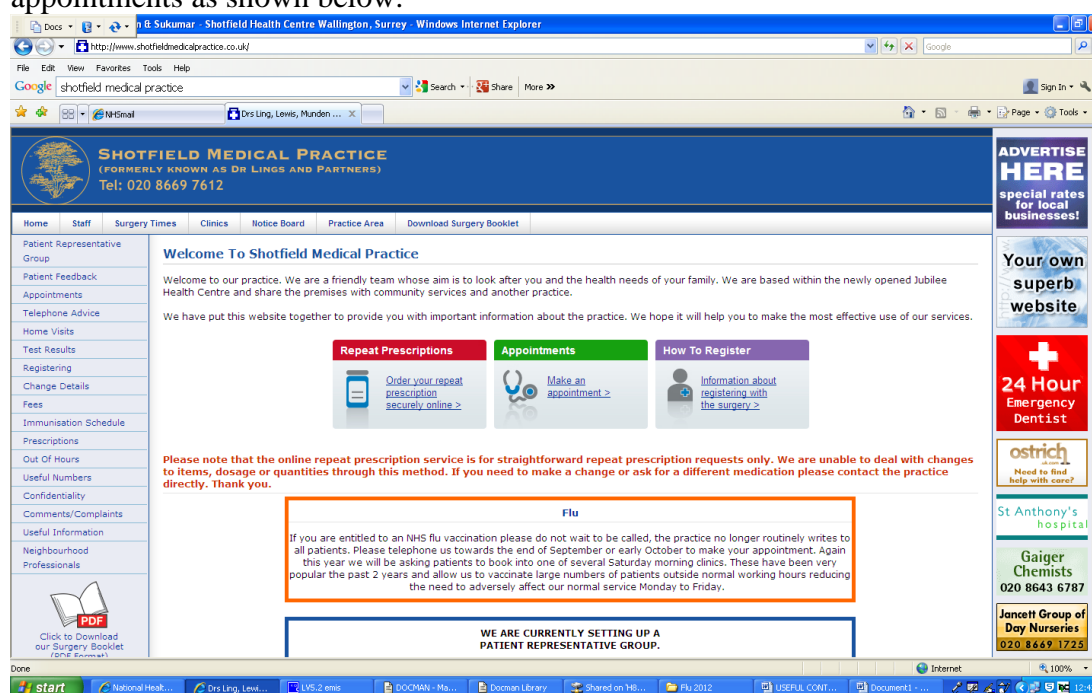 appointments as shown below.
Docs
& Sukumar - Shotfield Health Centre Wallington, Surrey - Windows Internet Explorer
http://www.shotfieldmedicalpractice.co.uk/
Google
File Edit View Favorites Tools Help
Google shotfield medical practice Search Share More »
Sign In
NHSmail
Drs Ling, Lewis, Munden ...
Page Tools
SHOTFIELD MEDICAL PRACTICE
(FORMERLY KNOWN AS DR LINGS AND PARTNERS)
Tel: 020 8669 7612
Home Staff Surgery Times Clinics Notice Board Practice Area Download Surgery Booklet
Patient Representative
Group
Patient Feedback
Appointments
Telephone Advice
Home Visits
Test Results
Registering
Change Details
Fees
Immunisation Schedule
Prescriptions
Out Of Hours
Useful Numbers
Confidentiality
Comments/Complaints
Useful Information
Neighbourhood
Professionals
PDF
Click to Download
our Surgery Booklet
(PDF Format)
Welcome To Shotfield Medical Practice
Welcome to our practice. We are a friendly team whose aim is to look after you and the health needs of your family. We are based within the newly opened Jubilee
Health Centre and share the premises with community services and another practice.
We have put this website together to provide you with important information about the practice. We hope it will help you to make the most effective use of our services.
Repeat Prescriptions
Order your repeat
prescription
securely online >
Appointments
Make an
appointment >
How To Register
Information about
registering with
the surgery >
Please note that the online repeat prescription service is for straightforward repeat prescription requests only. We are unable to deal with changes
to items, dosage or quantities through this method. If you need to make a change or ask for a different medication please contact the practice
directly. Thank you.
Flu
If you are entitled to an NHS flu vaccination please do not wait to be called, the practice no longer routinely writes to
all patients. Please telephone us towards the end of September or early October to make your appointment. Again
this year we will be asking patients to book into one of several Saturday morning clinics. These have been very
popular the past 2 years and allow us to vaccinate large numbers of patients outside normal working hours reducing
the need to adversely affect our normal service Monday to Friday.
WE ARE CURRENTLY SETTING UP A
PATIENT REPRESENTATIVE GROUP.
ADVERTISE
HERE
special rates
for local
businesses!
Your own
superb
website
24 Hour
Emergency
Dentist
ostrich
Need to find
help with care?
St Anthony's
hospital
Gaiger
Chemists
020 8643 6787
Jancett Group of
Day Nurseries
020 8669 1725
Done
Internet
100%
start
National Healt...
Drs Ling, Lewi...
LV5.2 emis
DOCMAN - Ma...
Docman Library
Shared on 'H8...
Flu 2012
USEFUL CONT...
Document1 - ...